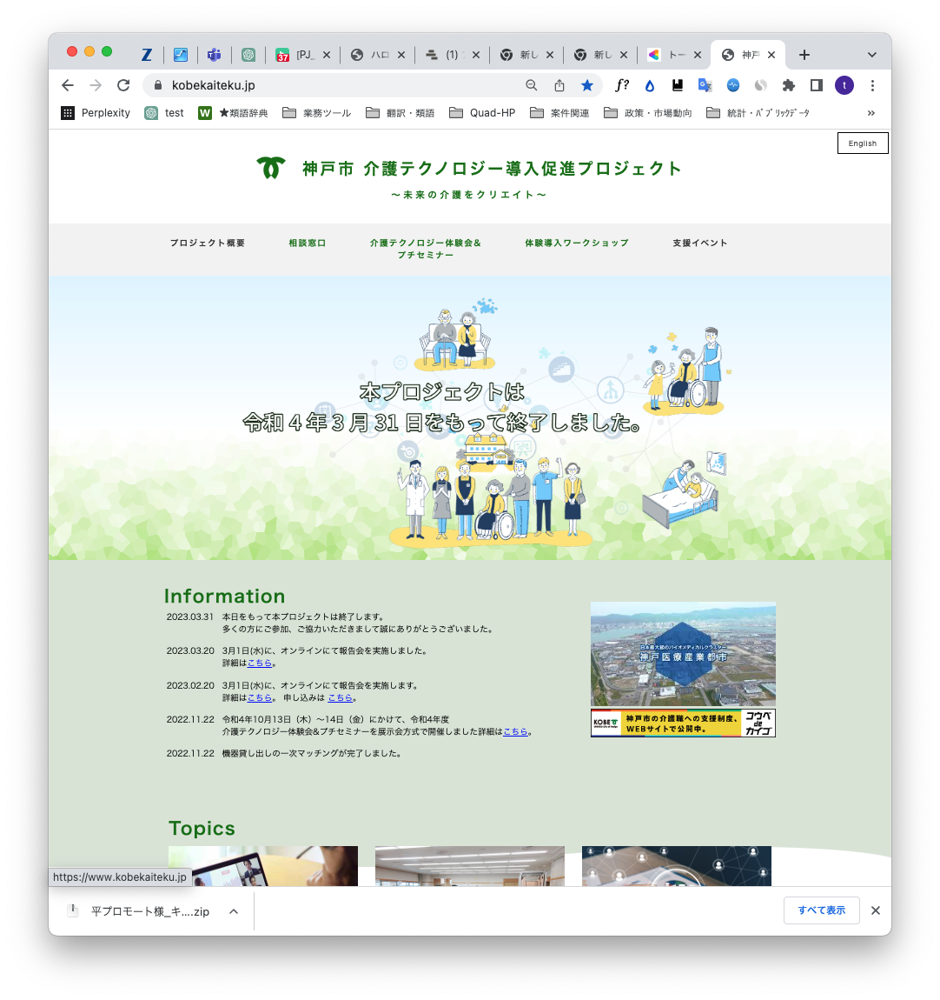 [PJ_
37
ハロ
(1)
新し
新し
トー
神戸
kobekaiteku.jp
f?
t
Perplexity
test
W ★類語辞典
業務ツール
翻訳・類語
Quad-HP
案件関連
政策・市場動向
統計・ﾊﾟﾌﾞﾘｯｸﾃﾞｰﾀ
»
English
神戸市 介護テクノロジー導入促進プロジェクト
～未来の介護をクリエイト～
プロジェクト概要
相談窓口
介護テクノロジー体験会&
プチセミナー
体験導入ワークショップ
支援イベント
本プロジェクトは
令和４年３月 31 日をもって終了しました。
Information
2023.03.31 本日をもって本プロジェクトは終了します。
多くの方にご参加、ご協力いただきまして誠にありがとうございました。
2023.03.20 3月1日(水)に、オンラインにて報告会を実施しました。
詳細はこちら。
2023.02.20 3月1日(水)に、オンラインにて報告会を実施します。
詳細はこちら。 申し込みは こちら。
2022.11.22 令和4年10月13日（木）～14日（金）にかけて、令和4年度
介護テクノロジー体験会&プチセミナーを展示会方式で開催しました詳細はこちら。
2022.11.22 機器貸し出しの一次マッチングが完了しました。
日本最大級のバイオメディカルクラスター
神戸医療産業都市
KOBE
神戸市の介護職への支援制度、
WEBサイトで公開中。
コウベ
de
カイゴ
Topics
https://www.kobekaiteku.jp
平プロモート様_キ....zip
すべて表示